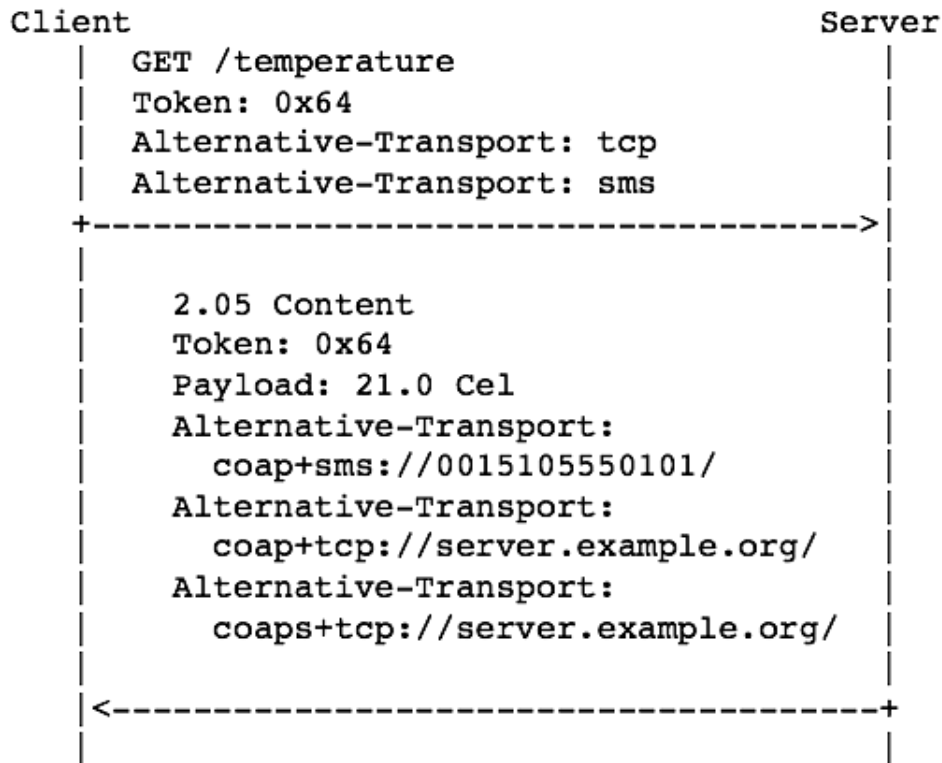 Client Server
GET /temperature
Token: 0x64
Alternative-Transport: tcp
Alternative-Transport: sms
+-------------------------------------->
2.05 Content
Token: 0x64
Payload: 21.0 Cel
Alternative-Transport:
coap+sms://0015105550101/
Alternative-Transport:
coap+tcp://server.example.org/
Alternative-Transport:
coaps+tcp://server.example.org/
<--------------------------------------+